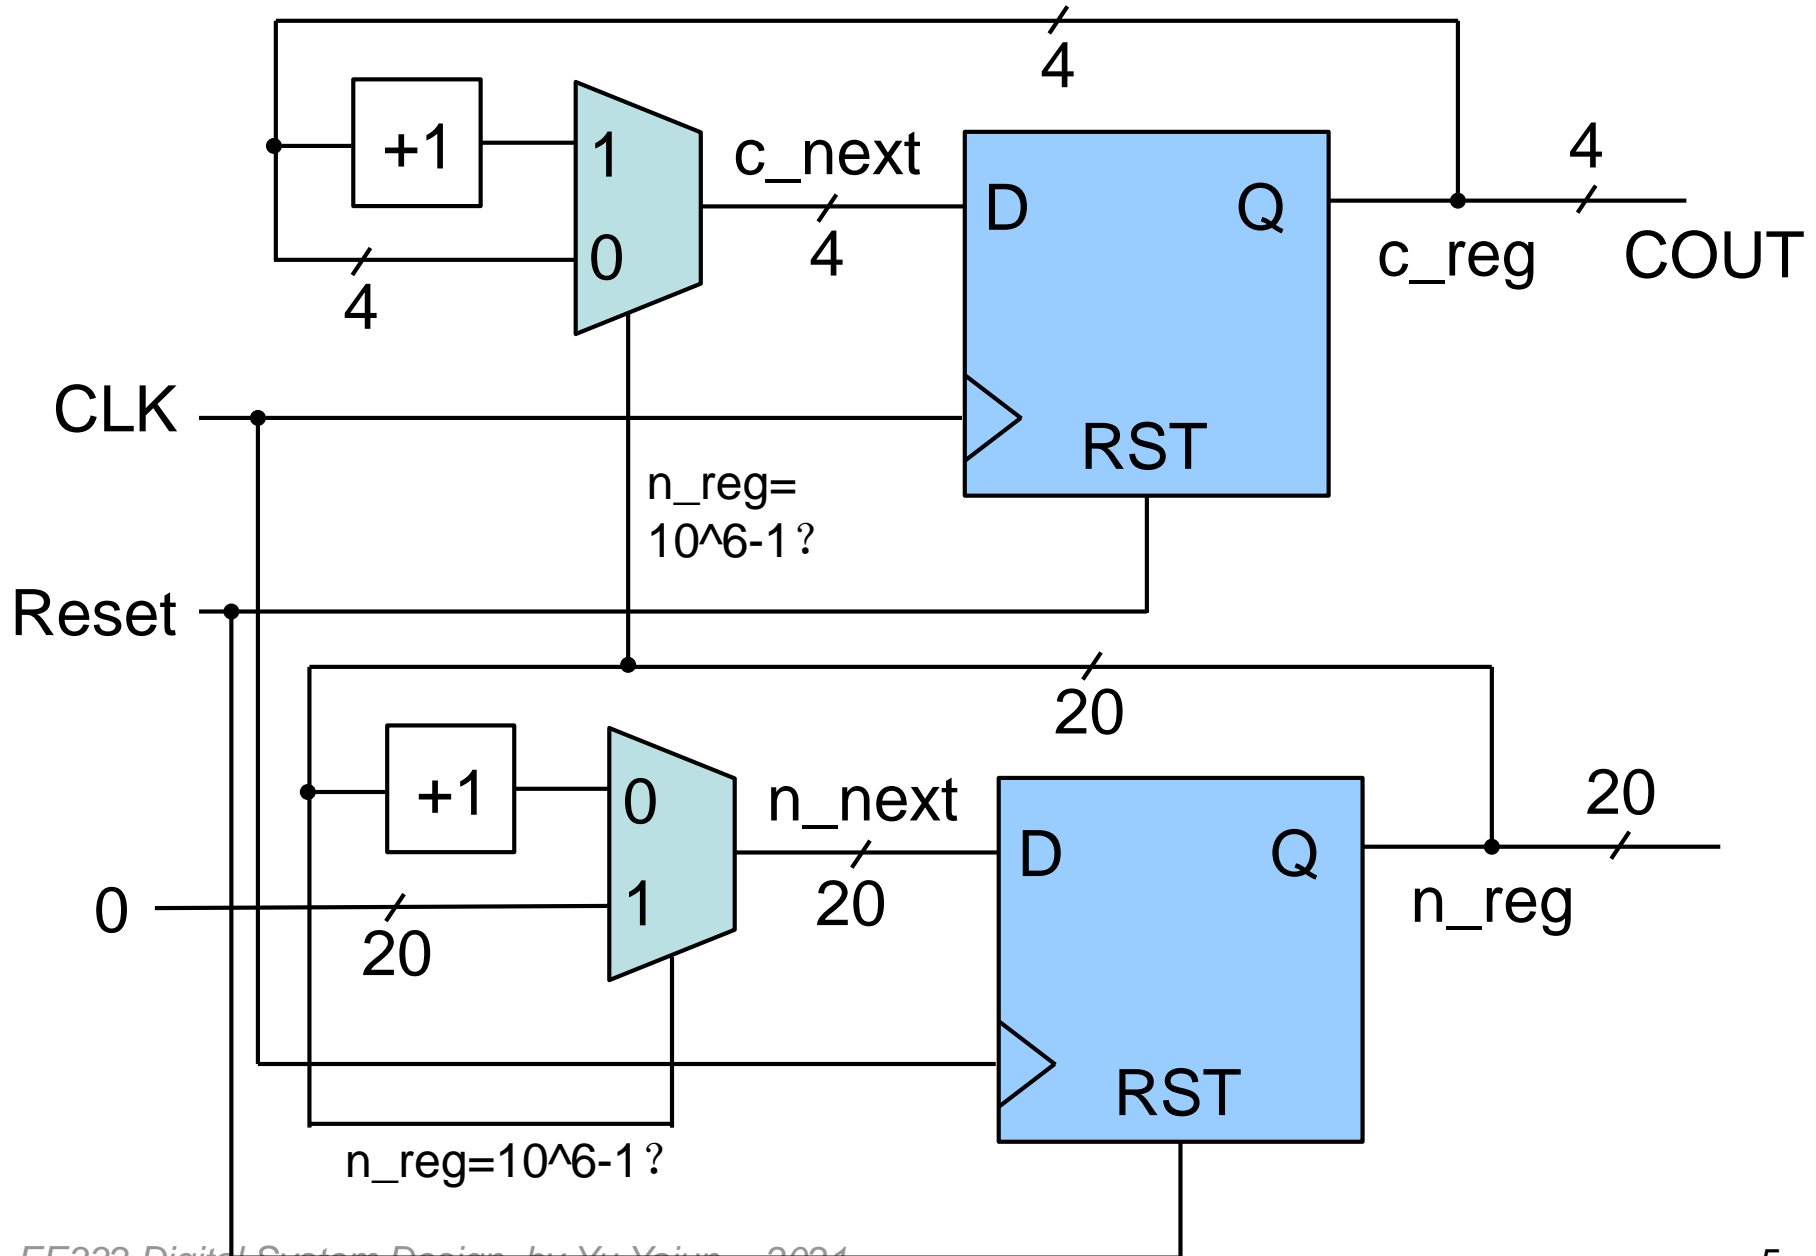 4
+1
1
c_next
4
D
Q
0
4
4
c_reg
COUT
CLK
RST
n_reg=
10^6-1?
Reset
20
+1
0
n_next
20
D
Q
0
1
20
20
n_reg
RST
n_reg=10^6-1?